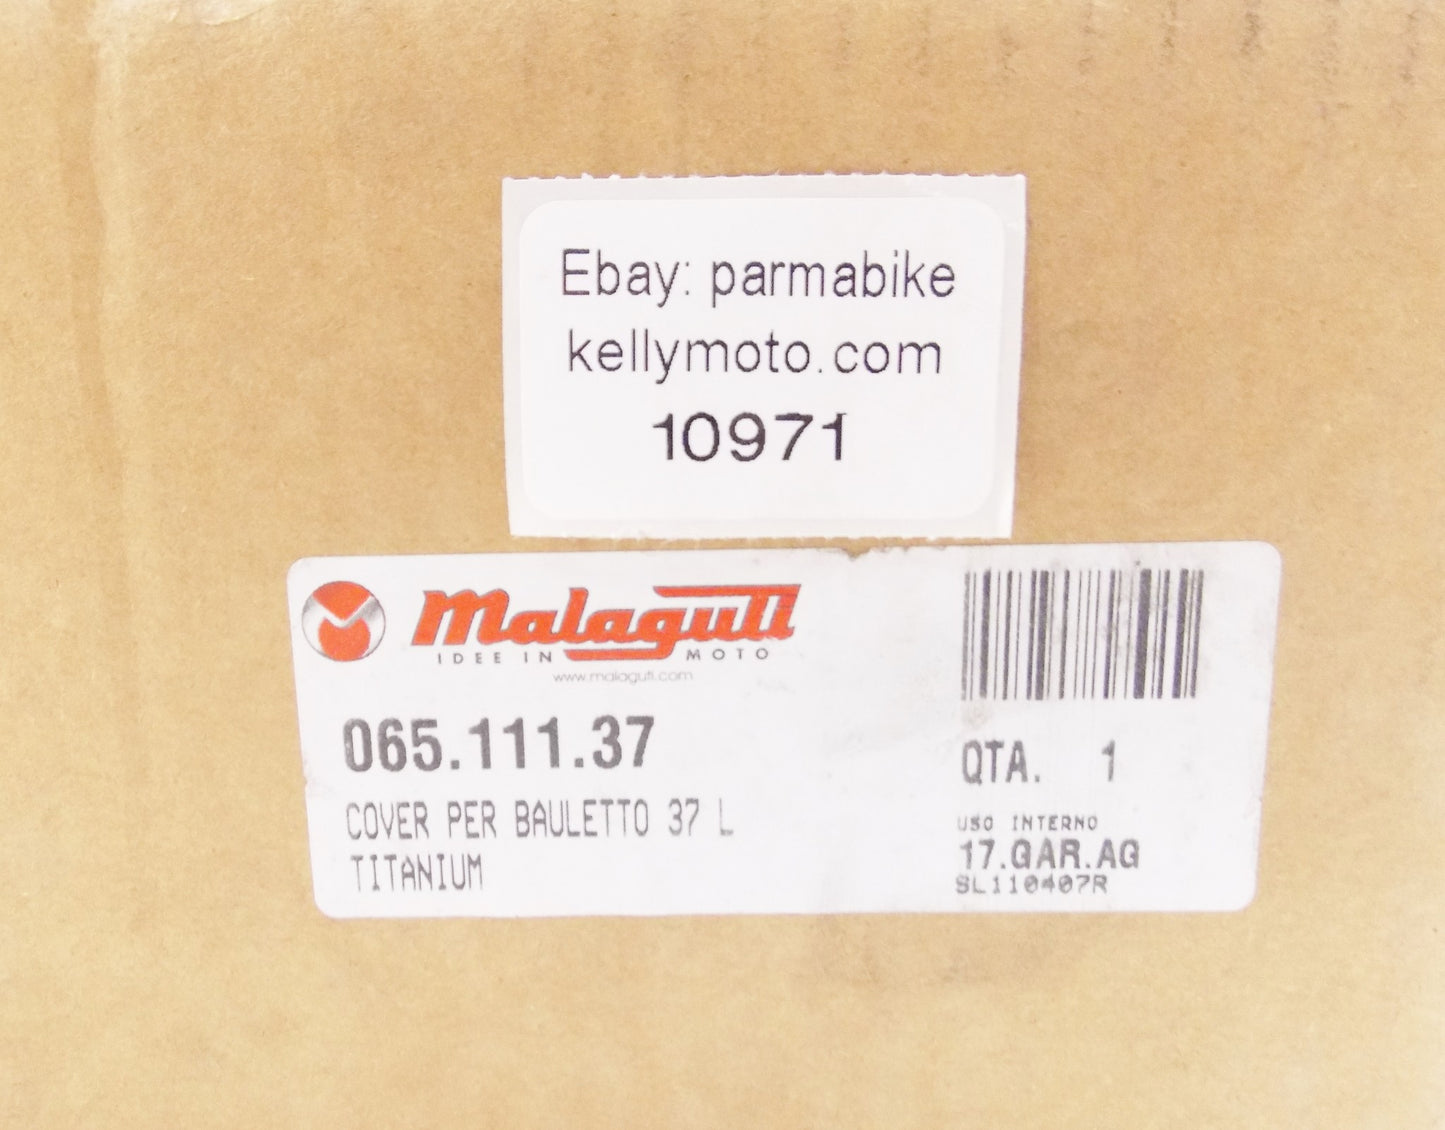 Ebay: parmabike
kellymoto.com
10971
Malaguti
IDEE IN MOTO
www.malaguti.com
065.111.37
COVER PER BAULETTO 37 L
TITANIUM
QTA. 1
USO INTERNO
17.GAR.AG
SL110407R